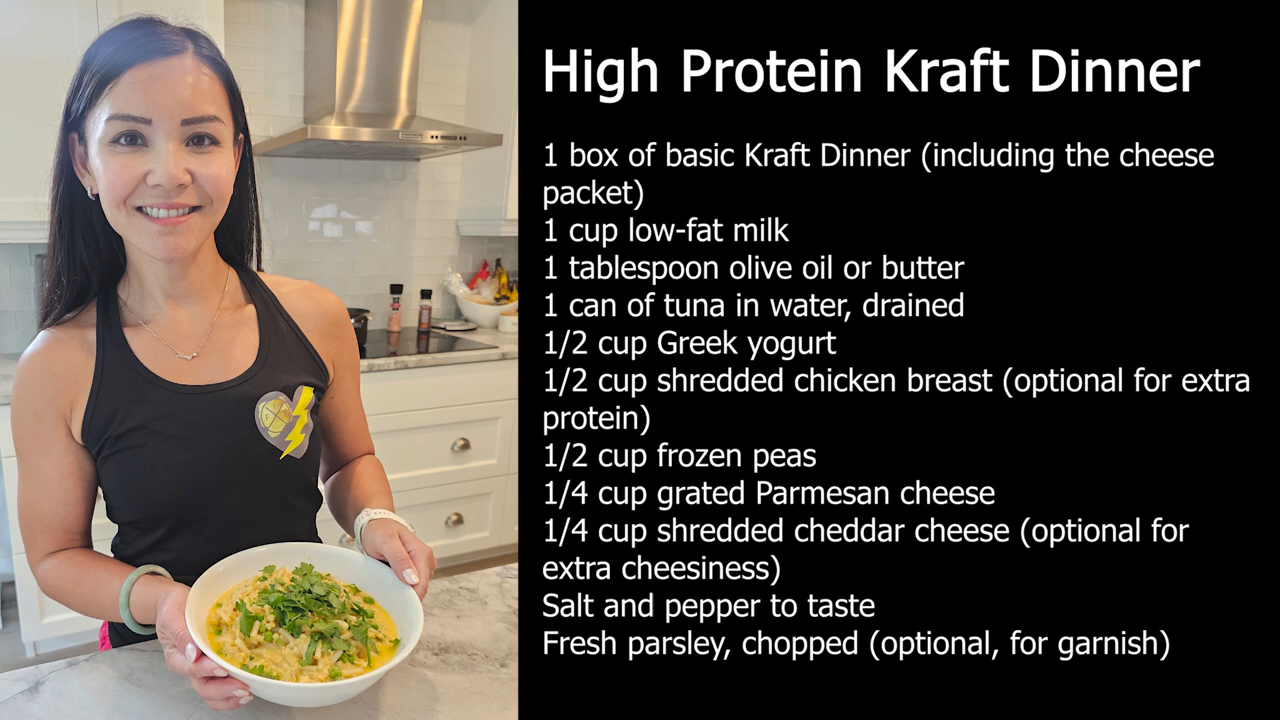 High Protein Kraft Dinner
1 box of basic Kraft Dinner (including the cheese
packet)
1 cup low-fat milk
1 tablespoon olive oil or butter
1 can of tuna in water, drained
1/2 cup Greek yogurt
1/2 cup shredded chicken breast (optional for extra
protein)
1/2 cup frozen peas
1/4 cup grated Parmesan cheese
1/4 cup shredded cheddar cheese (optional for
extra cheesiness)
Salt and pepper to taste
Fresh parsley, chopped (optional, for garnish)